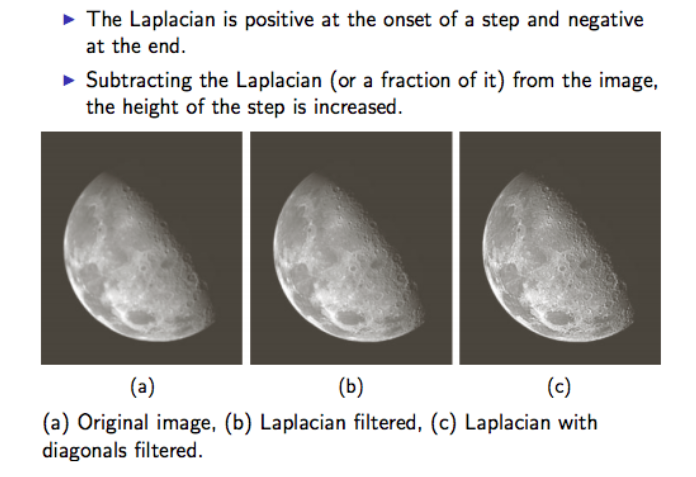 ▶ The Laplacian is positive at the onset of a step and negative
at the end.
▶ Subtracting the Laplacian (or a fraction of it) from the image,
the height of the step is increased.
(a) (b) (c)
(a) Original image, (b) Laplacian filtered, (c) Laplacian with
diagonals filtered.